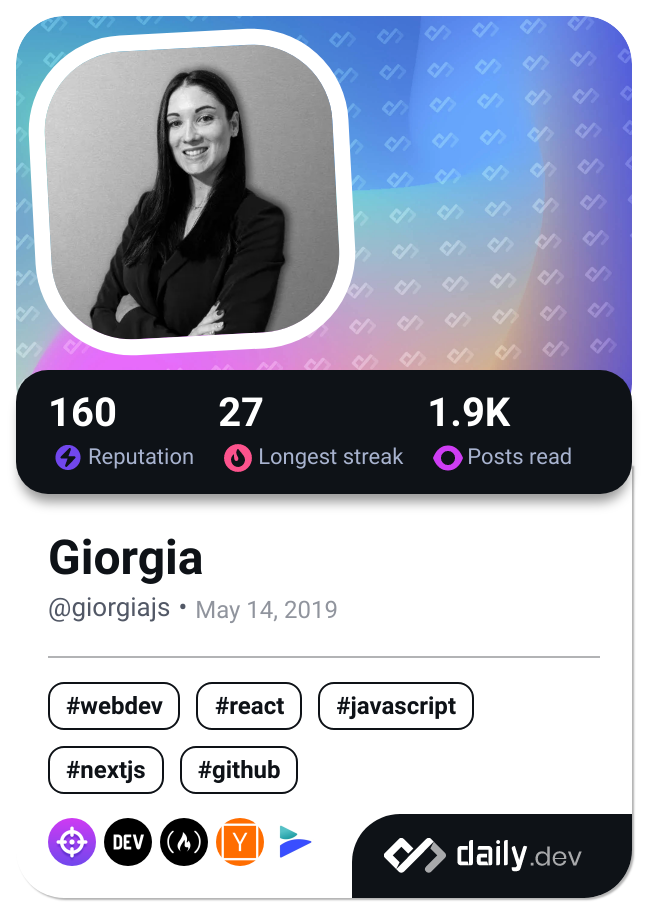 160 27 1.9K
Reputation Longest streak Posts read
Giorgia
@giorgiajs • May 14, 2019
#webdev #react #javascript
#nextjs #github
DEV Y
daily.dev